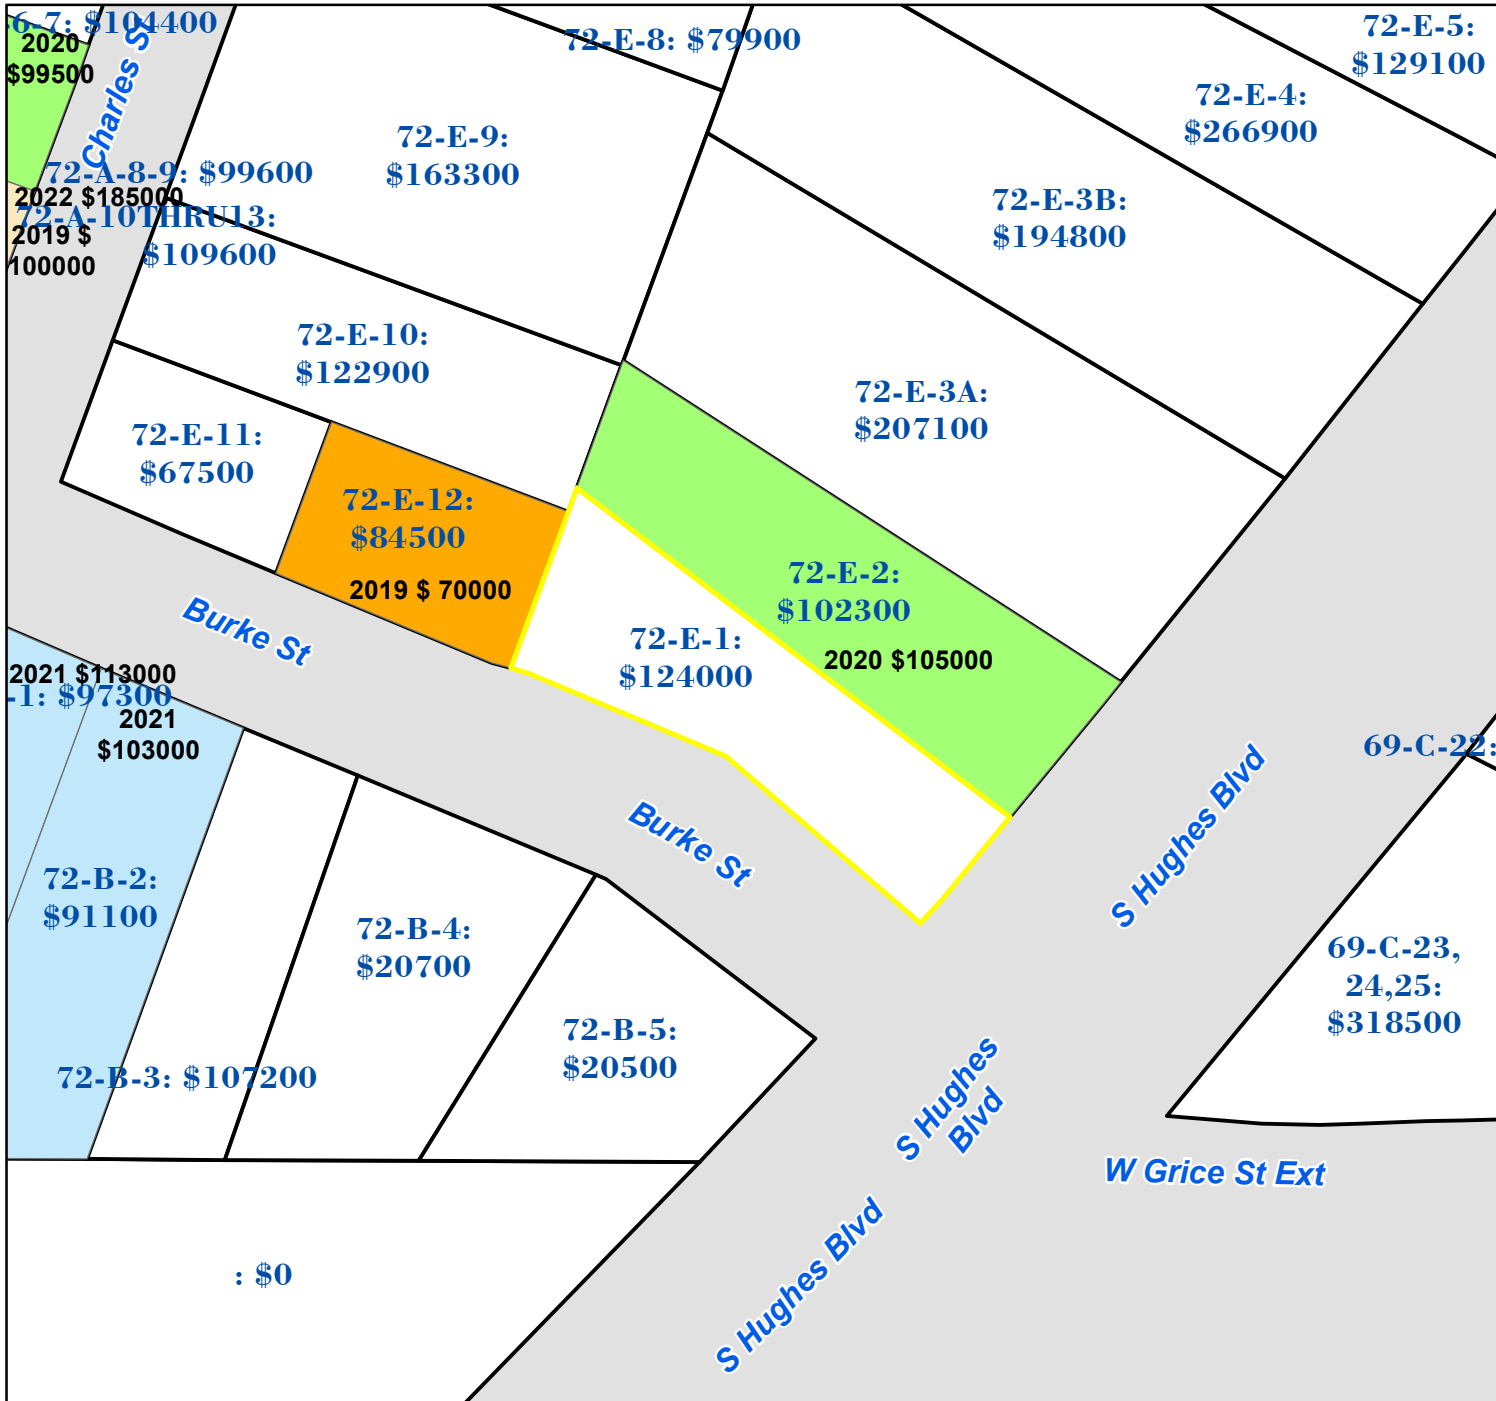 -6-7: $104400
2020
$99500
Charles St
72-E-8: $79900
72-E-5:
$129100
72-E-4:
$266900
72-E-9:
$163300
72-A-8-9: $99600
2022 $185000
72-A-10THRU13:
$109600
2019 $
100000
72-E-3B:
$194800
72-E-10:
$122900
72-E-3A:
$207100
72-E-11:
$67500
72-E-12:
$84500
2019 $ 70000
72-E-2:
$102300
2020 $105000
72-E-1:
$124000
Burke St
2021 $113000
-1: $97300
2021
$103000
69-C-22:
Burke St
S Hughes Blvd
72-B-2:
$91100
72-B-4:
$20700
69-C-23,
24,25:
$318500
72-B-5:
$20500
72-B-3: $107200
S Hughes
Blvd
W Grice St Ext
: $0
S Hughes Blvd